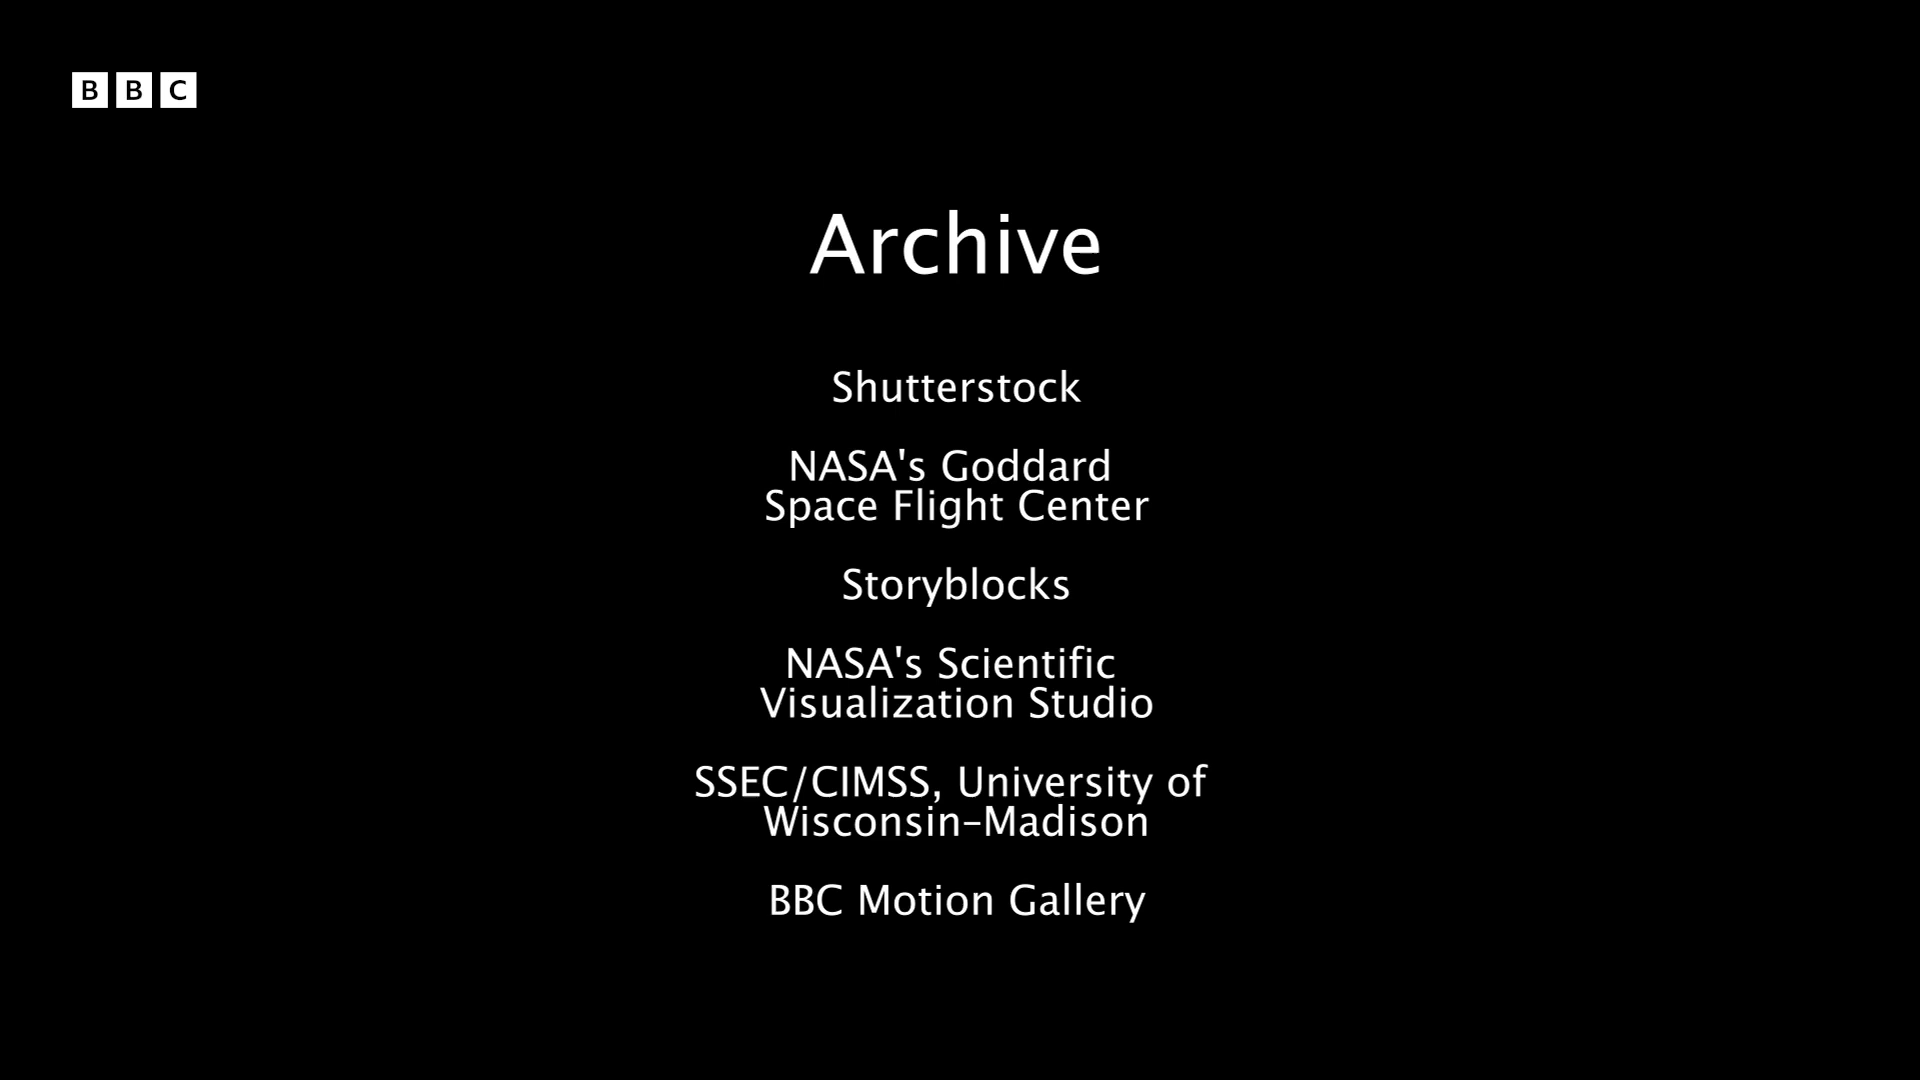 BBC
Archive
Shutterstock
NASA's Goddard
Space Flight Center
Storyblocks
NASA's Scientific
Visualization Studio
SSEC/CIMSS, University of
Wisconsin–Madison
BBC Motion Gallery